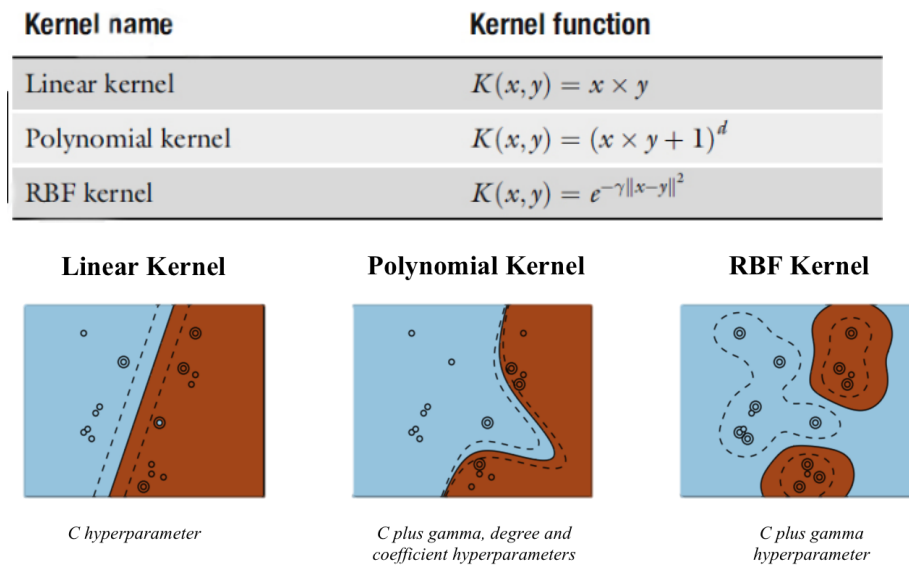 Kernel name Kernel function
Linear kernel K(x,y) = x × y
Polynomial kernel K(x,y) = (x × y + 1)^d
RBF kernel K(x,y) = e^{-γ‖x−y‖^2}
Linear Kernel Polynomial Kernel RBF Kernel
C hyperparameter C plus gamma, degree and C plus gamma
coefficient hyperparameters hyperparameter